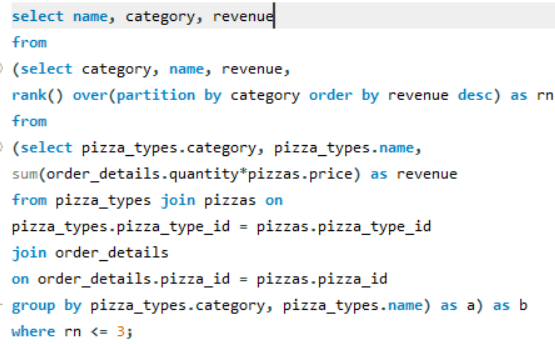 select name, category, revenue
from
(select category, name, revenue,
rank() over(partition by category order by revenue desc) as rn
from
(select pizza_types.category, pizza_types.name,
sum(order_details.quantity*pizzas.price) as revenue
from pizza_types join pizzas on
pizza_types.pizza_type_id = pizzas.pizza_type_id
join order_details
on order_details.pizza_id = pizzas.pizza_id
group by pizza_types.category, pizza_types.name) as a) as b
where rn <= 3;